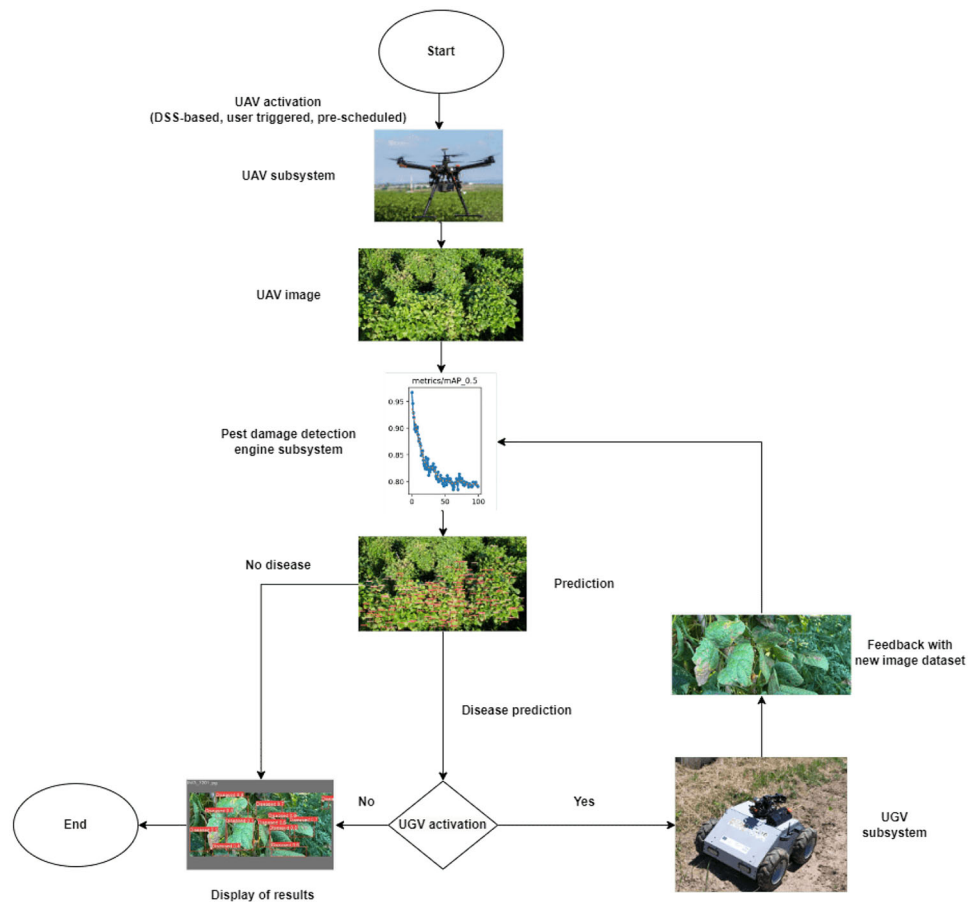 Start
UAV activation
(DSS-based, user triggered, pre-scheduled)
UAV subsystem
UAV image
metrics/mAP_0.5
0.95
0.90
0.85
0.80
0
50
100
Pest damage detection
engine subsystem
No disease
Prediction
Feedback with
new image dataset
Disease prediction
End
No
UGV activation
Yes
UGV
subsystem
Display of results